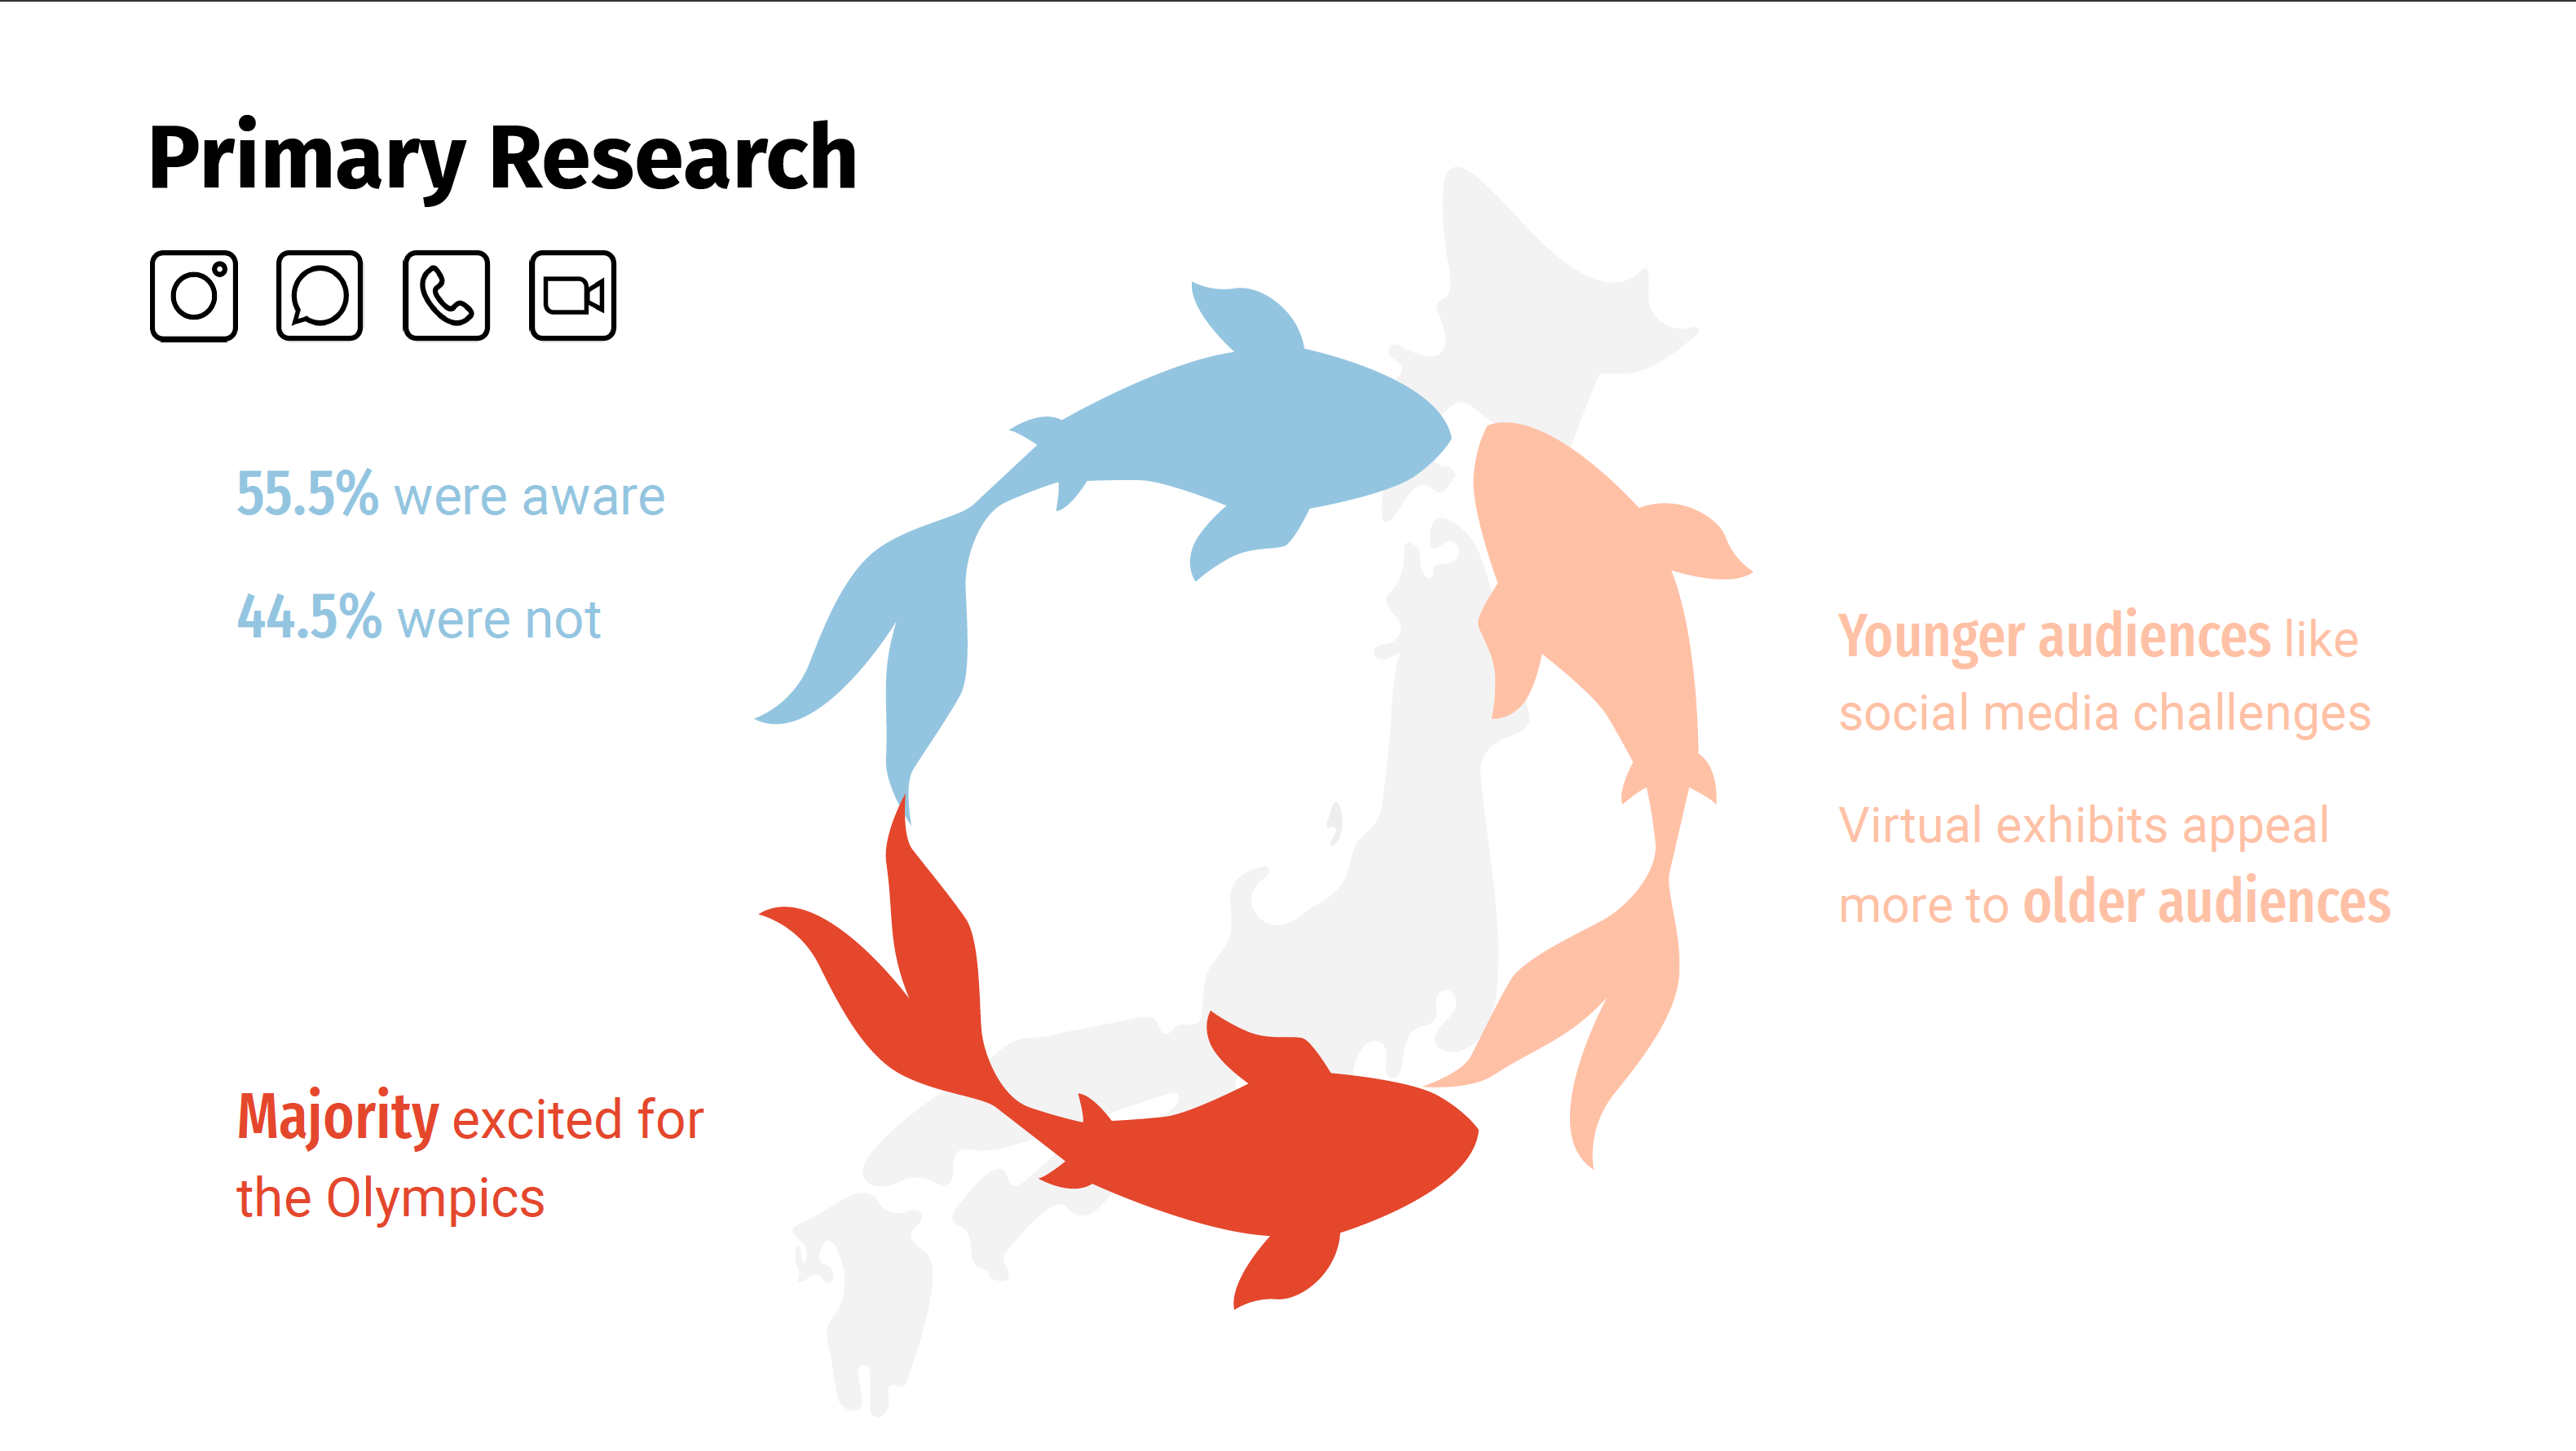 Primary Research
55.5% were aware
44.5% were not
Younger audiences like
social media challenges
Virtual exhibits appeal
more to older audiences
Majority excited for
the Olympics